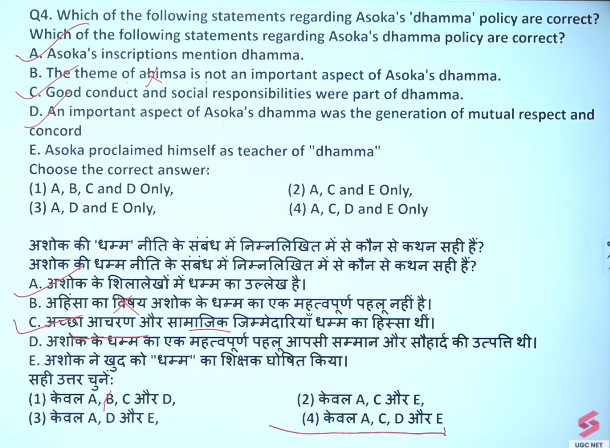 Q4. Which of the following statements regarding Asoka's 'dhamma' policy are correct?
Which of the following statements regarding Asoka's dhamma policy are correct?
A. Asoka's inscriptions mention dhamma.
B. The theme of ahimsa is not an important aspect of Asoka's dhamma.
C. Good conduct and social responsibilities were part of dhamma.
D. An important aspect of Asoka's dhamma was the generation of mutual respect and
concord
E. Asoka proclaimed himself as teacher of "dhamma"
Choose the correct answer:
(1) A, B, C and D Only, (2) A, C and E Only,
(3) A, D and E Only, (4) A, C, D and E Only
अशोक की 'धम्म' नीति के संबंध में निम्नलिखित में से कौन से कथन सही हैं?
अशोक की धम्म नीति के संबंध में निम्नलिखित में से कौन से कथन सही हैं?
A. अशोक के शिलालेखों में धम्म का उल्लेख है।
B. अहिंसा का विषय अशोक के धम्म का एक महत्वपूर्ण पहलू नहीं है।
C. अच्छा आचरण और सामाजिक जिम्मेदारियाँ धम्म का हिस्सा थीं।
D. अशोक के धम्म का एक महत्वपूर्ण पहलू आपसी सम्मान और सौहार्द की उत्पत्ति थी।
E. अशोक ने खुद को "धम्म" का शिक्षक घोषित किया।
सही उत्तर चुनें:
(1) केवल A, B, C और D, (2) केवल A, C और E,
(3) केवल A, D और E, (4) केवल A, C, D और E
UGC NET